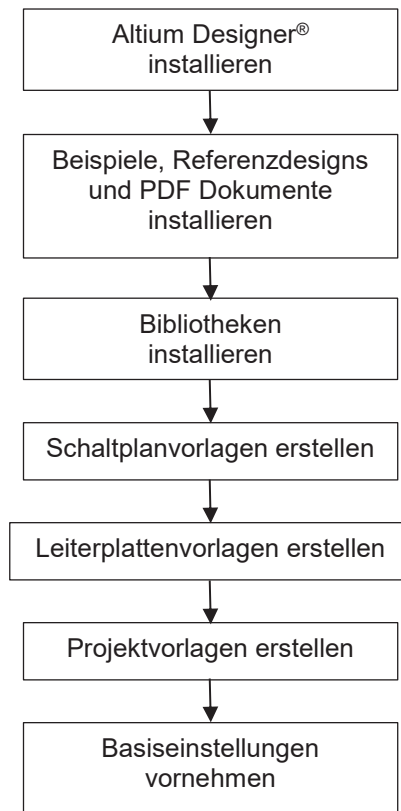 Altium Designer®
installieren
Beispiele, Referenzdesigns
und PDF Dokumente
installieren
Bibliotheken
installieren
Schaltplanvorlagen erstellen
Leiterplattenvorlagen erstellen
Projektvorlagen erstellen
Basiseinstellungen
vornehmen